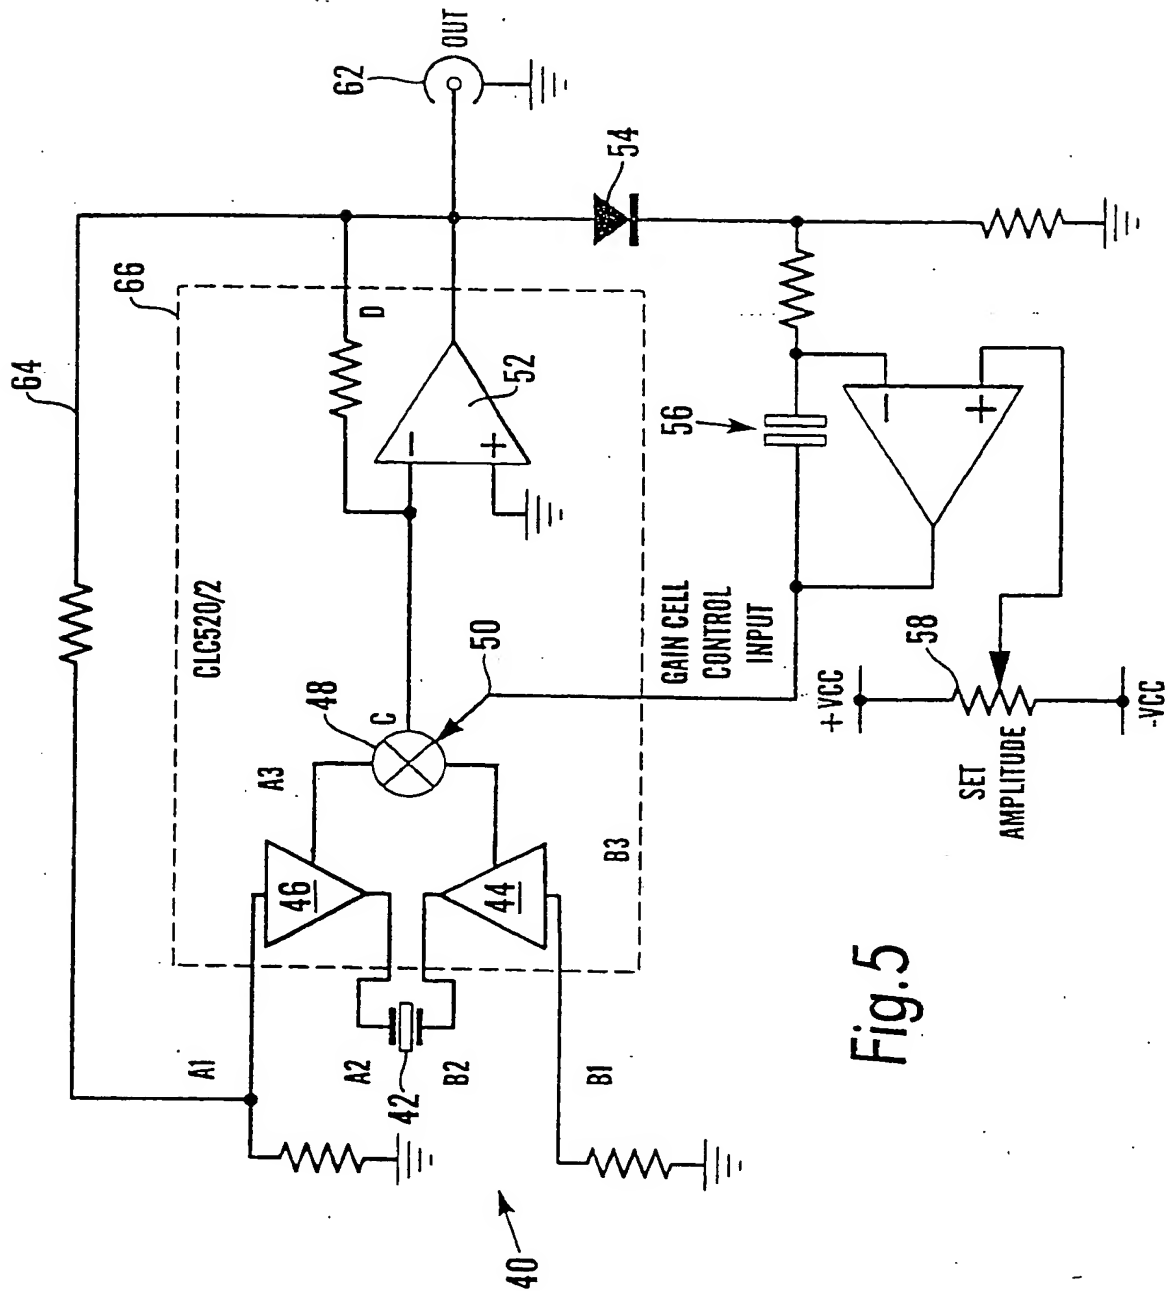 64
66
62
OUT
CLC520/2
D
52
54
A3
48
C
50
46
44
B3
A1
A2
B2
42
B1
40
GAIN CELL
CONTROL
INPUT
56
−
+
−
+
+VCC
58
SET
AMPLITUDE
-VCC
Fig.5